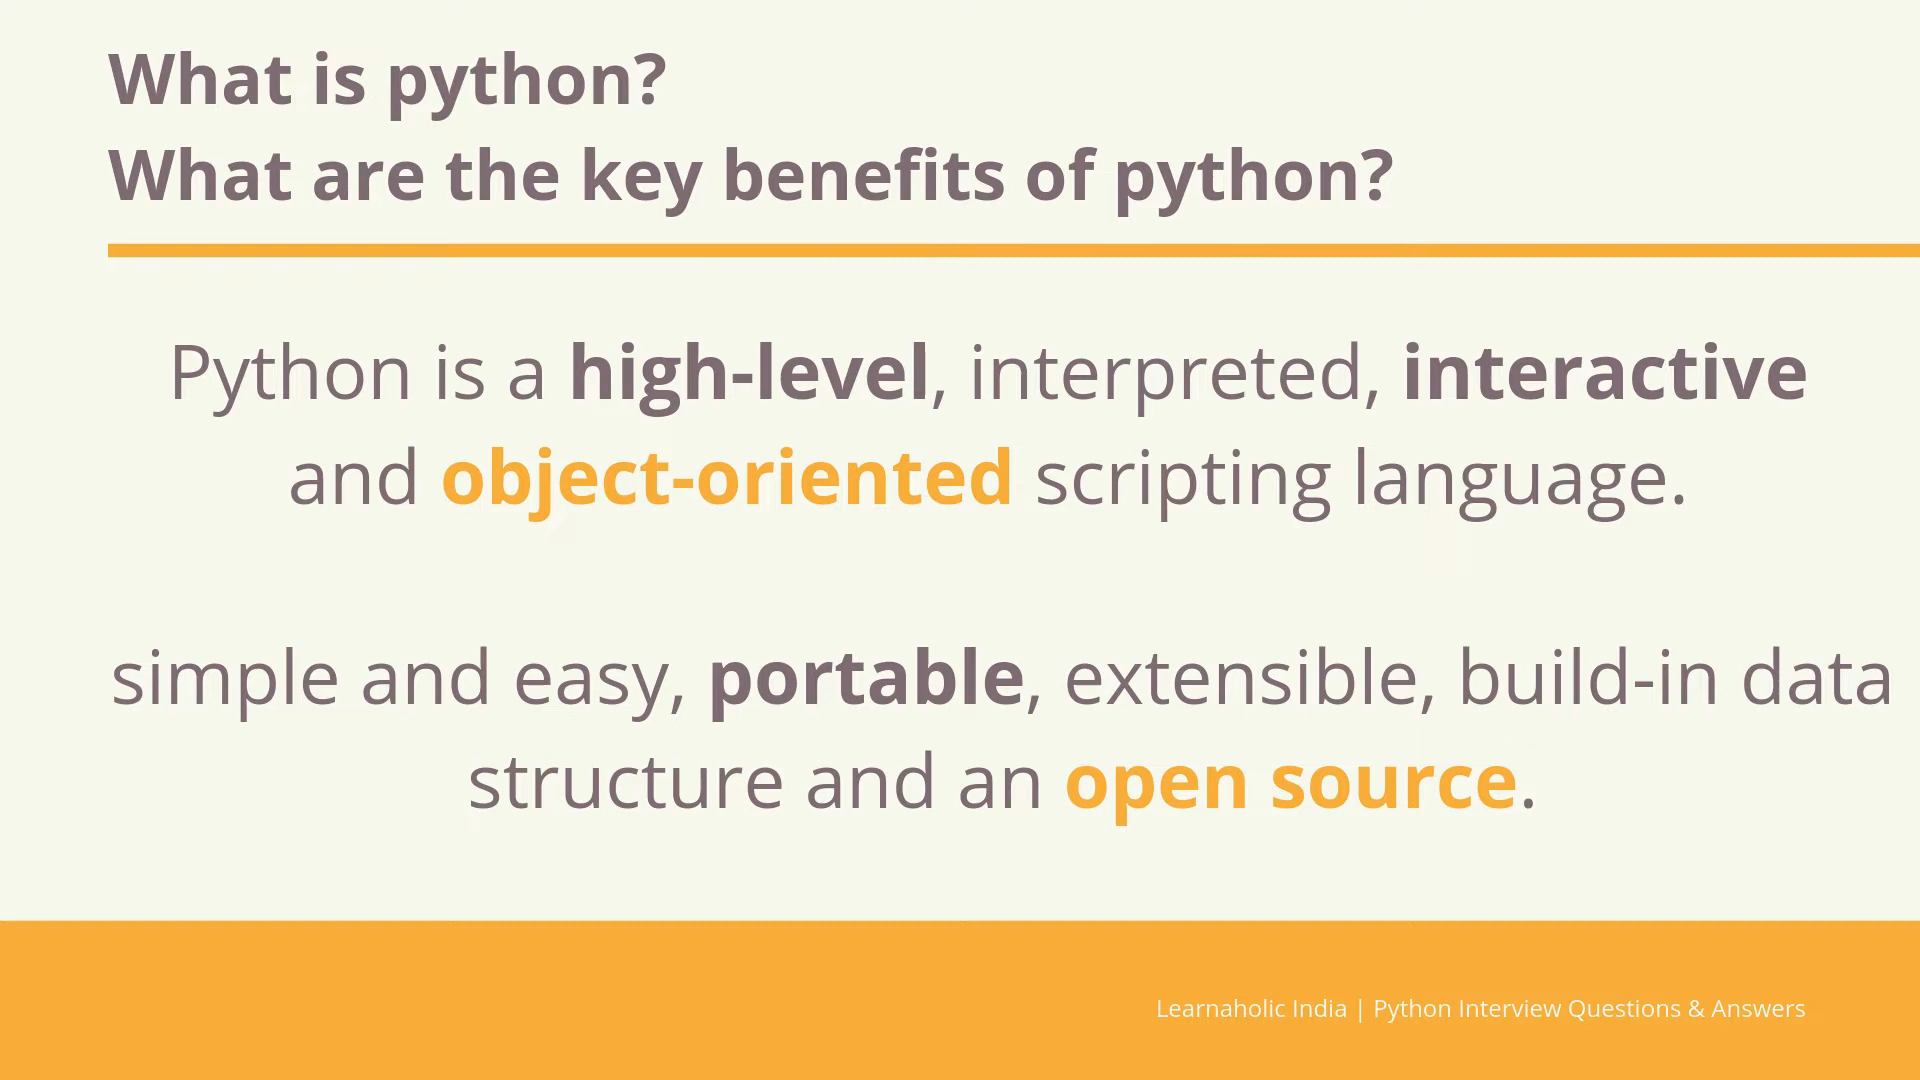 What is python?
What are the key benefits of python?
Python is a high-level, interpreted, interactive
and object-oriented scripting language.
simple and easy, portable, extensible, build-in data
structure and an open source.
Learnaholic India | Python Interview Questions & Answers